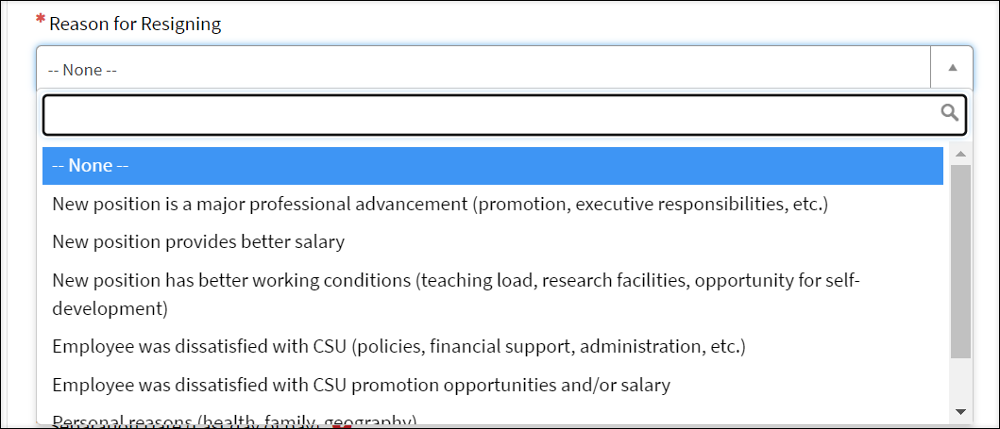 * Reason for Resigning
-- None --
-- None --
New position is a major professional advancement (promotion, executive responsibilities, etc.)
New position provides better salary
New position has better working conditions (teaching load, research facilities, opportunity for self-
development)
Employee was dissatisfied with CSU (policies, financial support, administration, etc.)
Employee was dissatisfied with CSU promotion opportunities and/or salary
Personal reasons (health, family, geography)